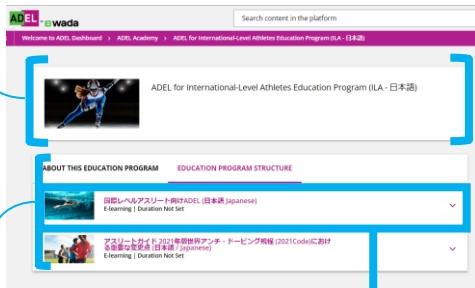 ADEL BY wada
Search content in the platform
Welcome to ADEL Dashboard > ADEL Academy > ADEL for International-Level Athletes Education Program (ILA - 日本語)
ADEL for International-Level Athletes Education Program (ILA - 日本語)
ABOUT THIS EDUCATION PROGRAM EDUCATION PROGRAM STRUCTURE
国際レベルアスリート向けADEL (日本語 Japanese)
E-learning | Duration Not Set
アスリートガイド 2021年版世界アンチ・ドーピング規程 (2021Code)におけ
る重要な変更点 (日本語 / Japanese)
E-learning | Duration Not Set